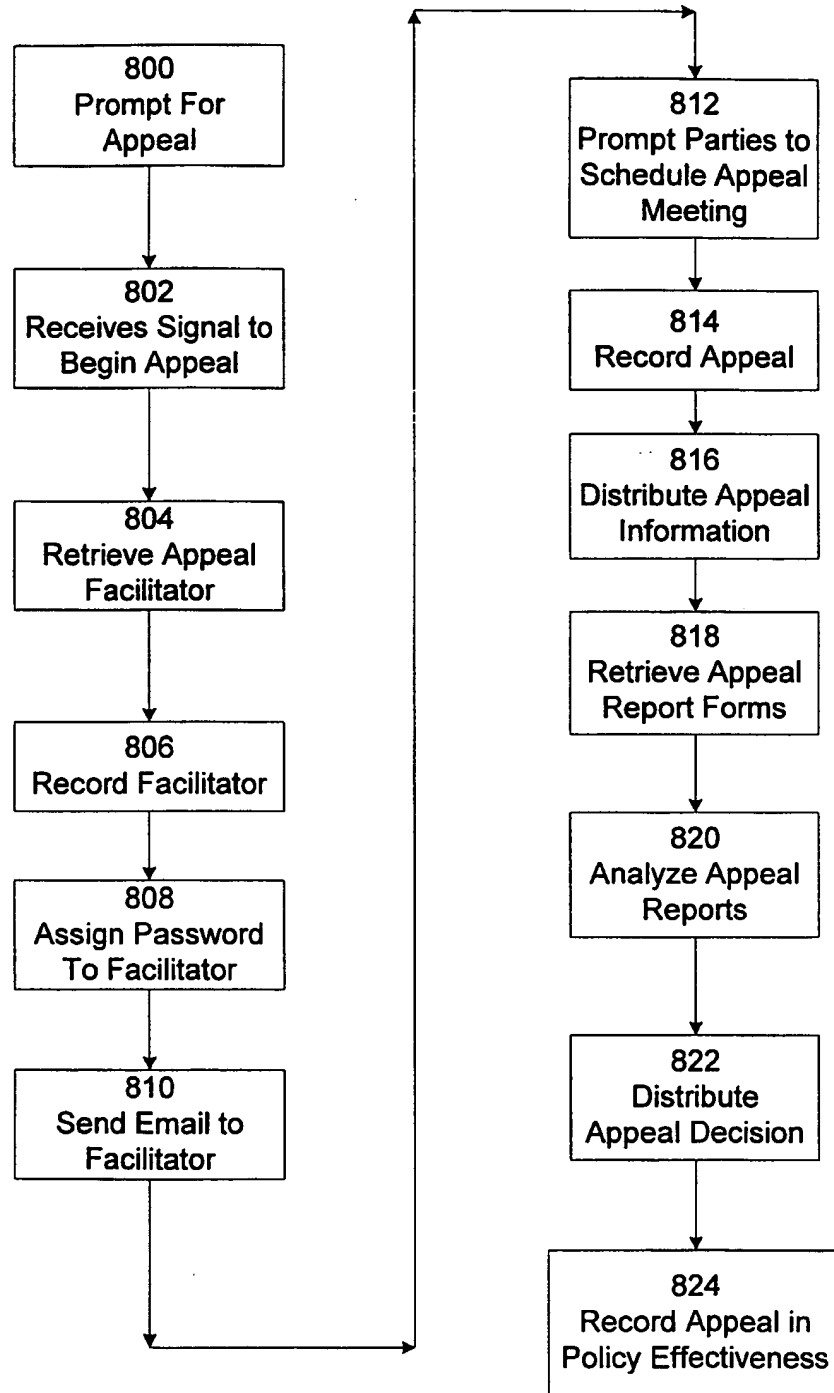 800
Prompt For
Appeal
802
Receives Signal to
Begin Appeal
804
Retrieve Appeal
Facilitator
806
Record Facilitator
808
Assign Password
To Facilitator
810
Send Email to
Facilitator
812
Prompt Parties to
Schedule Appeal
Meeting
814
Record Appeal
816
Distribute Appeal
Information
818
Retrieve Appeal
Report Forms
820
Analyze Appeal
Reports
822
Distribute
Appeal Decision
824
Record Appeal in
Policy Effectiveness